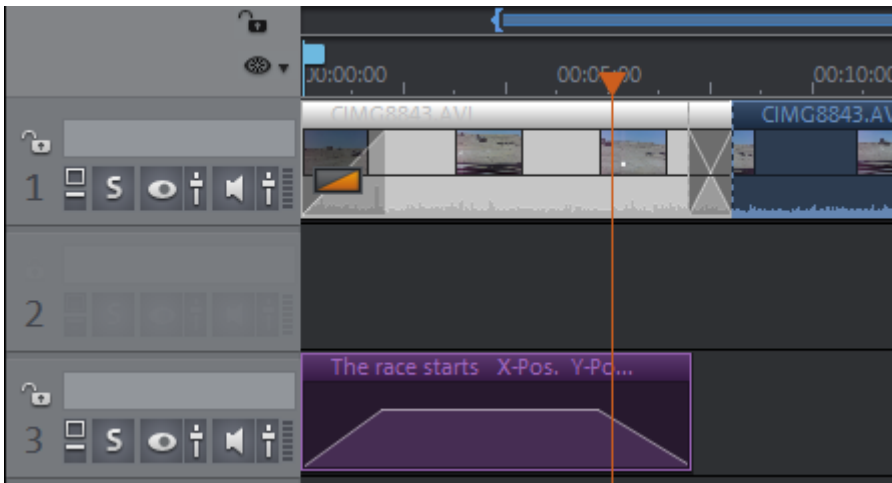 00:00:00 00:05:00 00:10:00
CIMG8843.AVI CIMG8843.AV
1 S
2 S
The race starts X-Pos. Y-Po...
3 S